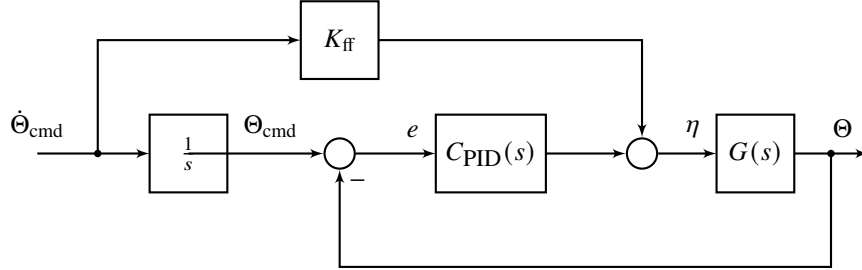 K_ff
Θ̇_cmd
1/s
Θ_cmd
e
C_PID(s)
η
G(s)
Θ
−